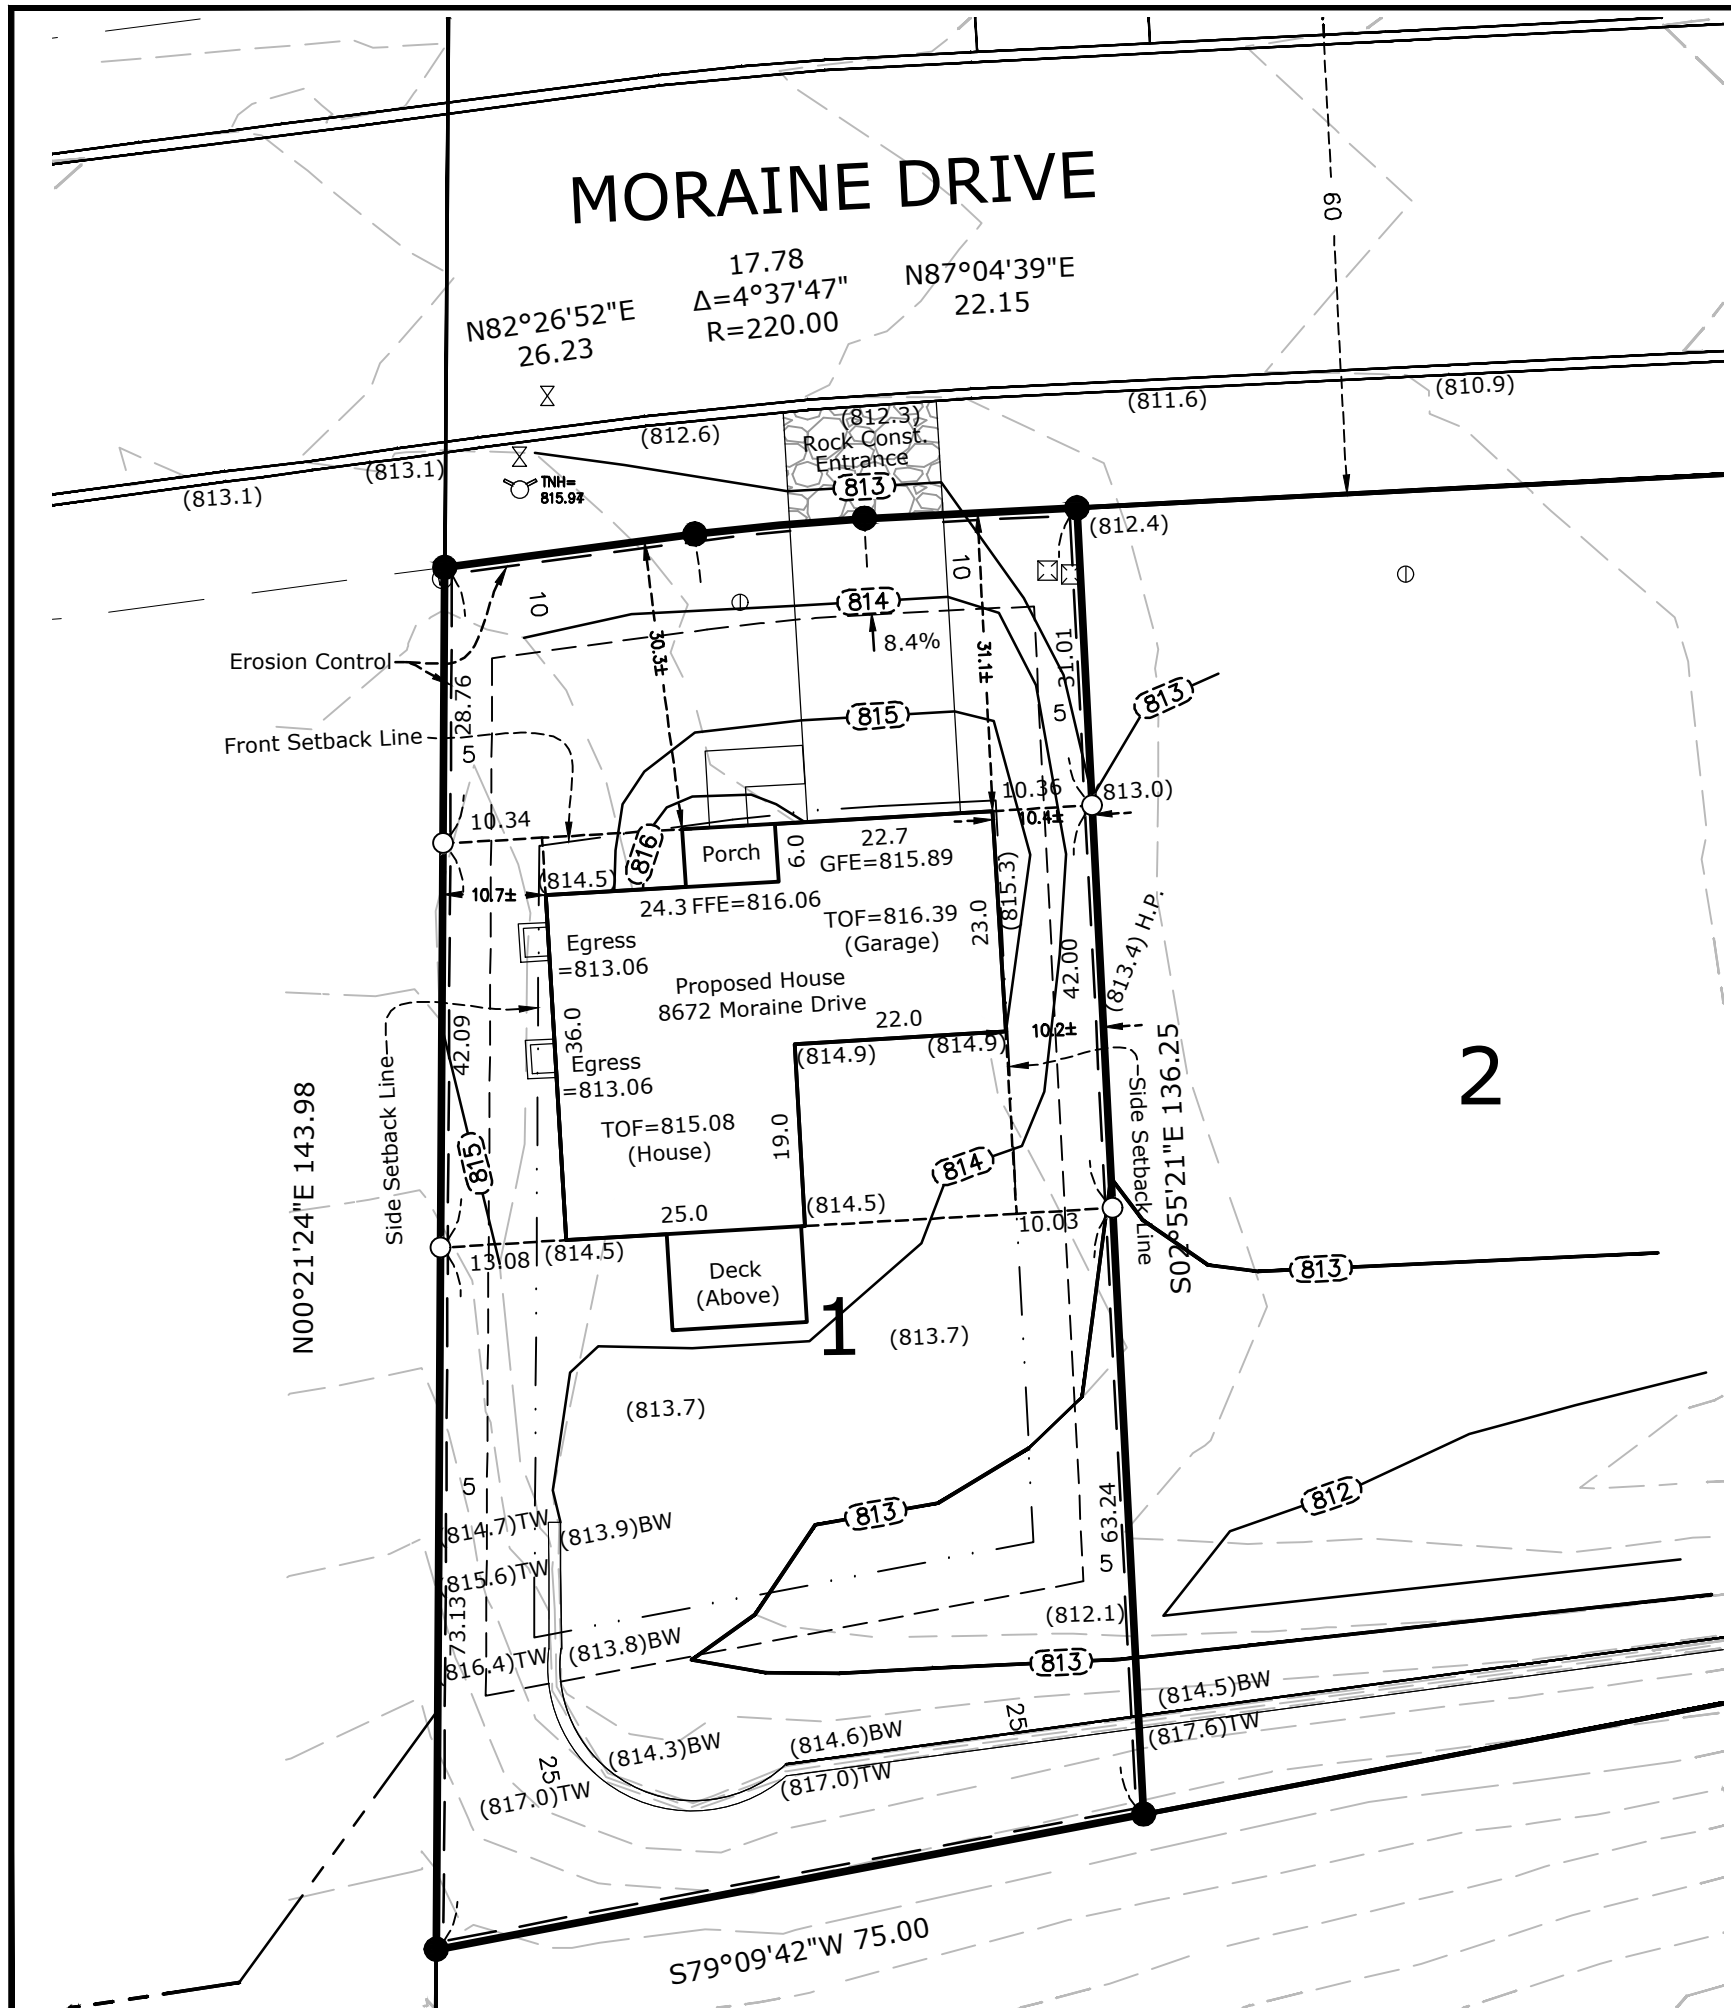 MORAINE DRIVE
60
17.78
Δ=4°37'47"
R=220.00
N87°04'39"E
22.15
N82°26'52"E
26.23
(810.9)
(811.6)
(812.3)
Rock Const.
Entrance
(812.6)
(813.1)
(813.1)
TNH=
813
(812.4)
10
10
814
8.4%
30.3±
31.1±
31.01
5
Erosion Control
28.76
5
Front Setback Line
815
813
10.34
10.36
(813.0)
10.4±
816
Porch
6.0
22.7
GFE=815.89
(814.5)
10.7±
24.3
FFE=816.06
TOF=816.39
(Garage)
23.0
(815.3)
Egress
=813.06
Proposed House
8672 Moraine Drive
42.00
(813.4) H.P.
36.0
22.0
10.2±
(814.9)
(814.9)
42.09
Egress
=813.06
Side Setback Line
Side Setback Line
2
N00°21'24"E 143.98
S02°55'21"E 136.25
TOF=815.08
(House)
19.0
815
814
25.0
(814.5)
10.03
13.08
(814.5)
Deck
(Above)
813
1
(813.7)
(813.7)
5
813
812
(814.7)TW
(813.9)BW
63.24
5
(815.6)TW
73.13
(812.1)
(813.8)BW
(816.4)TW
813
25
(814.5)BW
(817.6)TW
(814.6)BW
(814.3)BW
25
(817.0)TW
(817.0)TW
S79°09'42"W 75.00